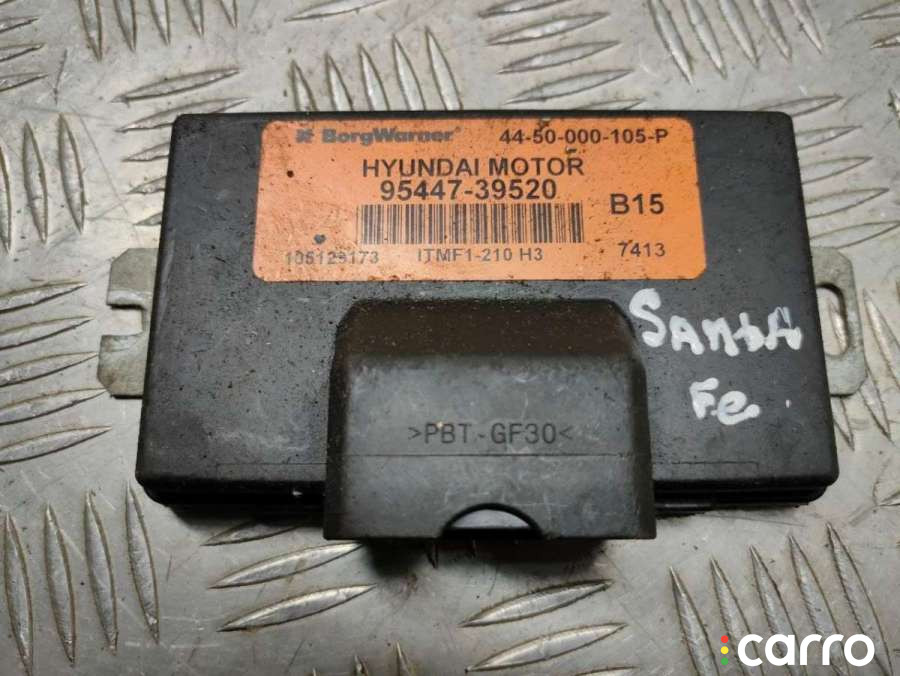 BorgWarner 44-50-000-105-P
HYUNDAI MOTOR
95447-39520
B15
105129173 ITMF1-210 H3 7413
SANTA
Fe
>PBT-GF30<
carro